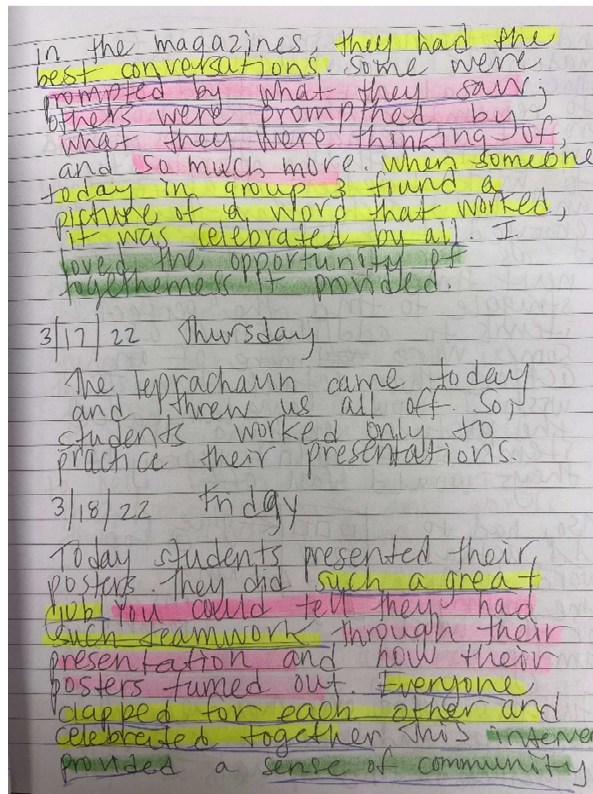 in the magazines, they had the
best conversations. Some were
prompted by what they saw;
others were prompthed by
what they were thinking of,
and so much more. When someone
today in group 3 fiund a
picture of a word that worked,
it was celebrated by all. I
loved the opportunity of
togetherness it provided.
3/17/22 Thursday
The leprachaun came today
and threw us all off. So,
students worked only to
practice their presentations.
3/18/22 Friday
Today students presented their
posters. They did such a great
job! You could tell they had
such teamwork through their
presentation and how their
posters turned out. Everyone
clapped for each other and
celebrated together. This interven
provided a sense of community